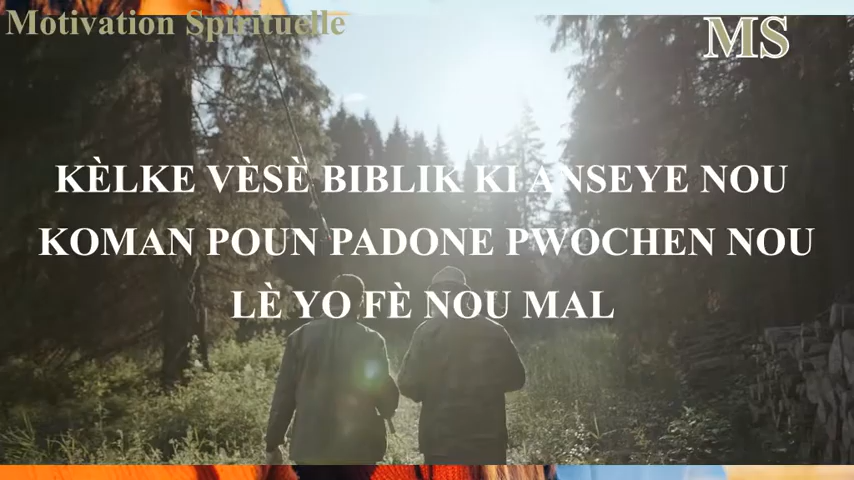 Motivation Spirituelle
MS
KÈLKE VÈSÈ BIBLIK KI ANSEYE NOU
KOMAN POUN PADONE PWOCHEN NOU
LÈ YO FÈ NOU MAL